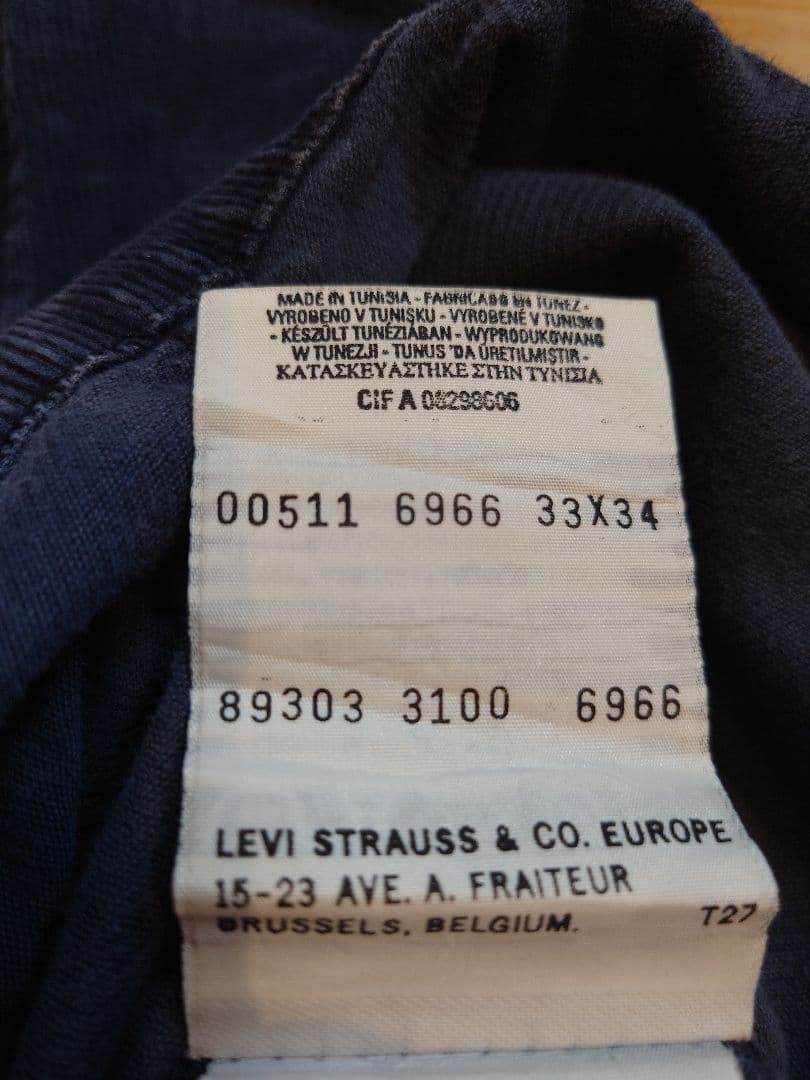 MADE IN TUNISIA - FABRICADO EN TUNEZ -
VYROBENO V TUNISKU - VYROBENÉ V TUNISKO
- KÉSZÜLT TUNÉZIÁBAN - WYPRODUKOWANO
W TUNEZJI - TUNUS 'DA ÜRETILMIŞTIR -
ΚΑΤΑΣΚΕΥΑΣΤΗΚΕ ΣΤΗΝ ΤΥΝΙΣΙΑ
CIF A 08298606
00511 6966 33X34
89303 3100 6966
LEVI STRAUSS & CO. EUROPE
15-23 AVE. A. FRAITEUR
BRUSSELS, BELGIUM. T27